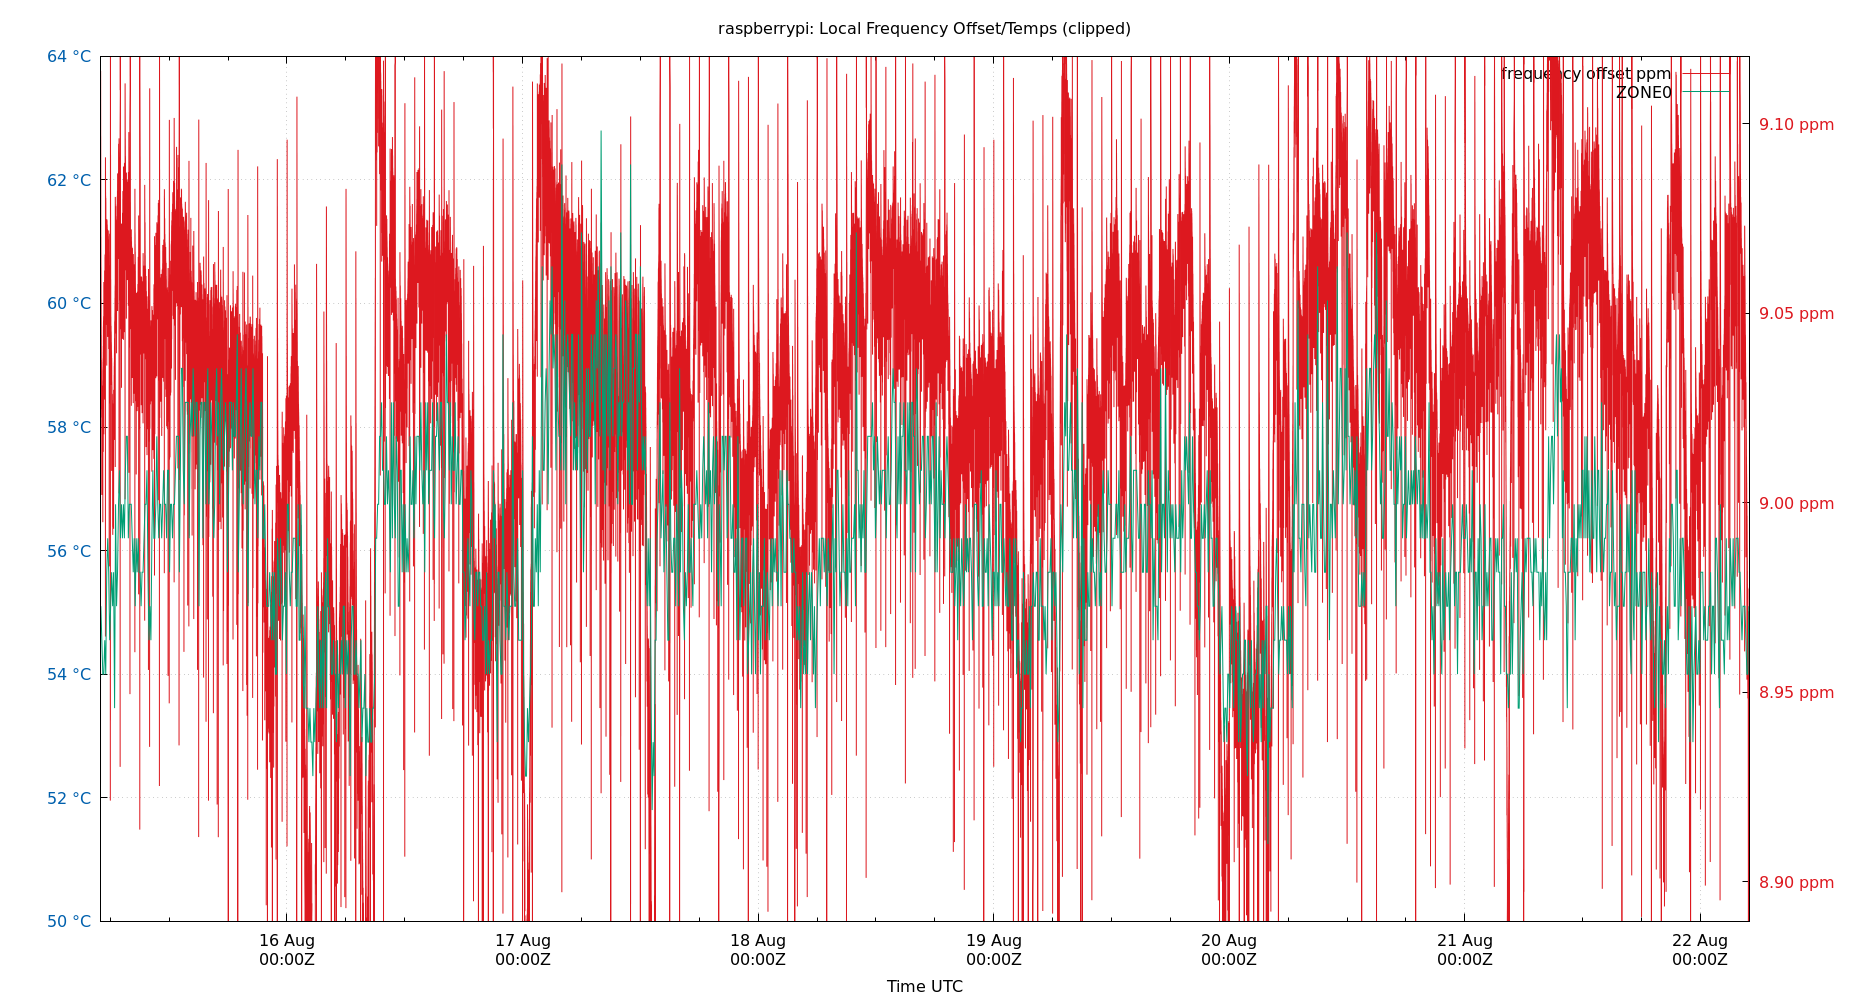 raspberrypi: Local Frequency Offset/Temps (clipped)
64 °C
62 °C
60 °C
58 °C
56 °C
54 °C
52 °C
50 °C
frequency offset ppm
ZONE0
9.10 ppm
9.05 ppm
9.00 ppm
8.95 ppm
8.90 ppm
16 Aug
00:00Z
17 Aug
00:00Z
18 Aug
00:00Z
19 Aug
00:00Z
20 Aug
00:00Z
21 Aug
00:00Z
22 Aug
00:00Z
Time UTC